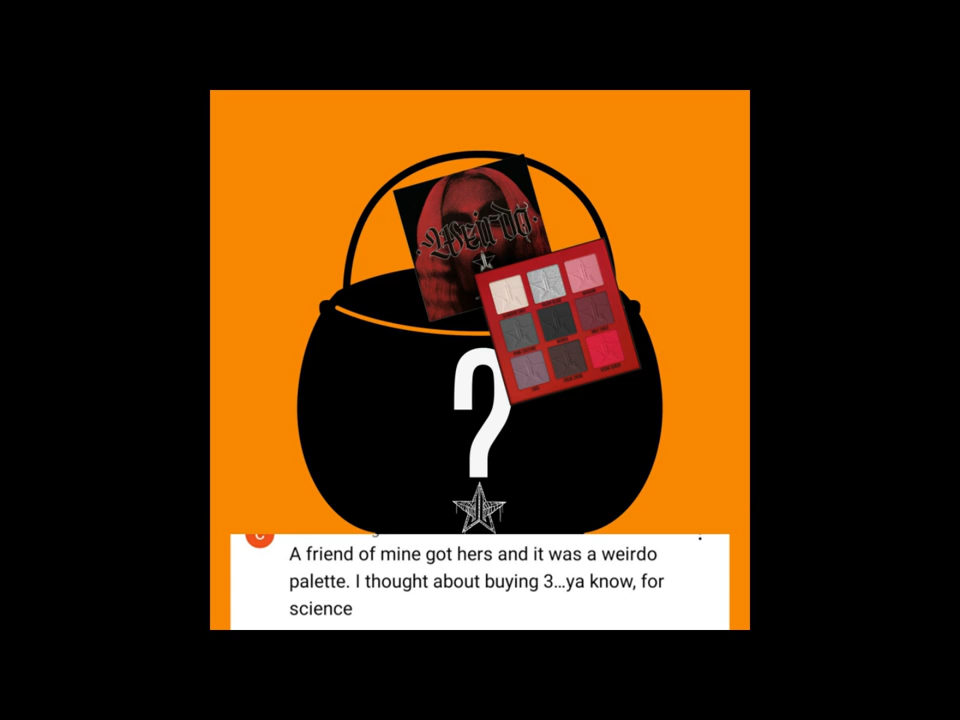 Weirdo
?
C
A friend of mine got hers and it was a weirdo
palette. I thought about buying 3...ya know, for
science